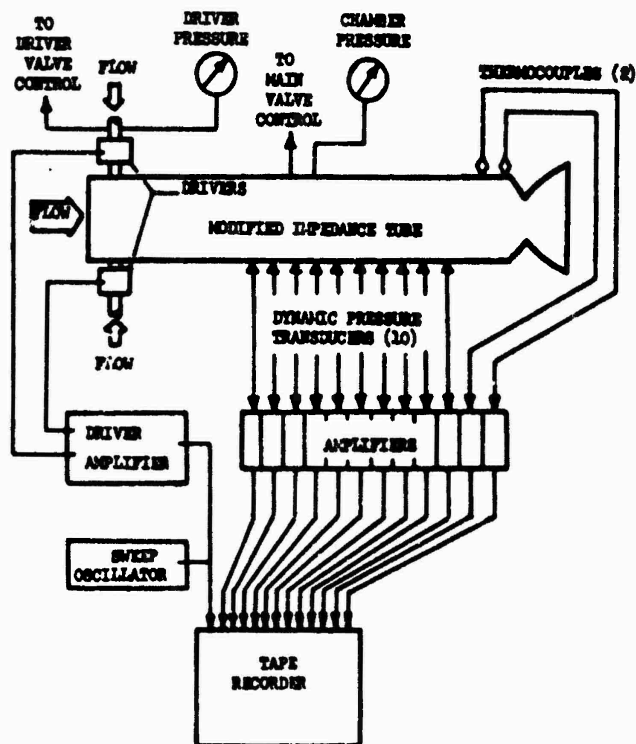 TO
DRIVER
VALVE
CONTROL
FLOW
DRIVER
PRESSURE
TO
MAIN
VALVE
CONTROL
CHAMBER
PRESSURE
THERMOCOUPLES (2)
DRIVERS
FLOW
MODIFIED IMPEDANCE TUBE
FLOW
DYNAMIC PRESSURE
TRANSDUCERS (10)
DRIVER
AMPLIFIER
AMPLIFIERS
SWEEP
OSCILLATOR
TAPE
RECORDER